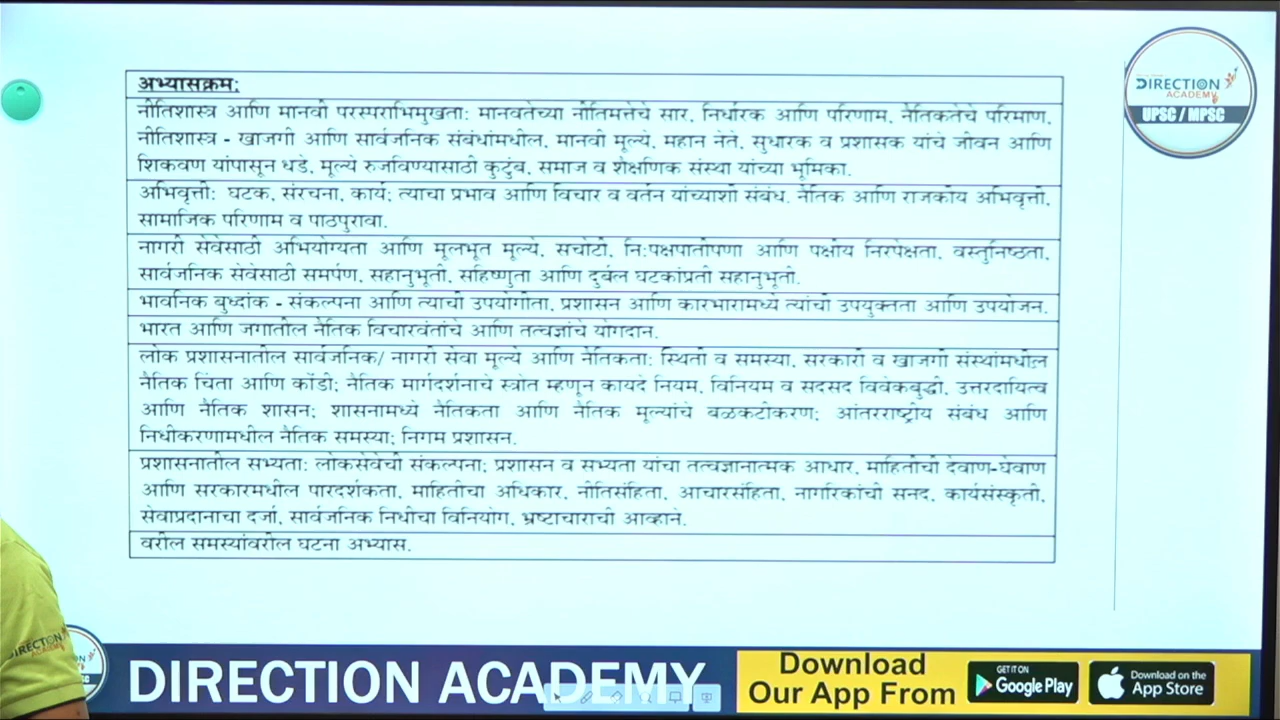 अभ्यासक्रम:
नीतिशास्त्र आणि मानवी परस्पराभिमुखता: मानवतेच्या नीतिमत्तेचे सार, निर्धारक आणि परिणाम, नैतिकतेचे परिमाण,
नीतिशास्त्र - खाजगी आणि सार्वजनिक संबंधांमधील, मानवी मूल्ये, महान नेते, सुधारक व प्रशासक यांचे जीवन आणि
शिकवण यांपासून धडे, मूल्ये रुजविण्यासाठी कुटुंब, समाज व शैक्षणिक संस्था यांच्या भूमिका.
अभिवृत्ती: घटक, संरचना, कार्य; त्याचा प्रभाव आणि विचार व वर्तन यांच्याशी संबंध, नैतिक आणि राजकीय अभिवृत्ती,
सामाजिक परिणाम व पाठपुरावा.
नागरी सेवेसाठी अभियोग्यता आणि मूलभूत मूल्ये, सचोटी, नि:पक्षपातीपणा आणि पक्षीय निरपेक्षता, वस्तुनिष्ठता,
सार्वजनिक सेवेसाठी समर्पण, सहानुभूती, सहिष्णुता आणि दुर्बल घटकांप्रती सहानुभूती.
भावनिक बुध्दांक - संकल्पना आणि त्याची उपयोगीता, प्रशासन आणि कारभारामध्ये त्यांची उपयुक्तता आणि उपयोजन.
भारत आणि जगातील नैतिक विचारवंतांचे आणि तत्वज्ञांचे योगदान.
लोक प्रशासनातील सार्वजनिक/ नागरी सेवा मूल्ये आणि नैतिकता: स्थिती व समस्या, सरकारी व खाजगी संस्थांमधील
नैतिक चिंता आणि कोंडी; नैतिक मार्गदर्शनाचे स्त्रोत म्हणून कायदे नियम, विनियम व सदसद विवेकबुद्धी, उत्तरदायित्व
आणि नैतिक शासन; शासनामध्ये नैतिकता आणि नैतिक मूल्यांचे बळकटीकरण; आंतरराष्ट्रीय संबंध आणि
निधीकरणामधील नैतिक समस्या; निगम प्रशासन.
प्रशासनातील सभ्यता: लोकसेवेची संकल्पना; प्रशासन व सभ्यता यांचा तत्वज्ञानात्मक आधार, माहितीची देवाण-घेवाण
आणि सरकारमधील पारदर्शकता, माहितीचा अधिकार, नीतिसंहिता, आचारसंहिता, नागरिकांची सनद, कार्यसंस्कृती,
सेवाप्रदानाचा दर्जा, सार्वजनिक निधीचा विनियोग, भ्रष्टाचाराची आव्हाने.
वरील समस्यांवरील घटना अभ्यास.
DIRECTION
ACADEMY
UPSC / MPSC
DIRECTION
ACADEMY
DIRECTION ACADEMY
Download
Our App From
GET IT ON
Google Play
Download on the
App Store